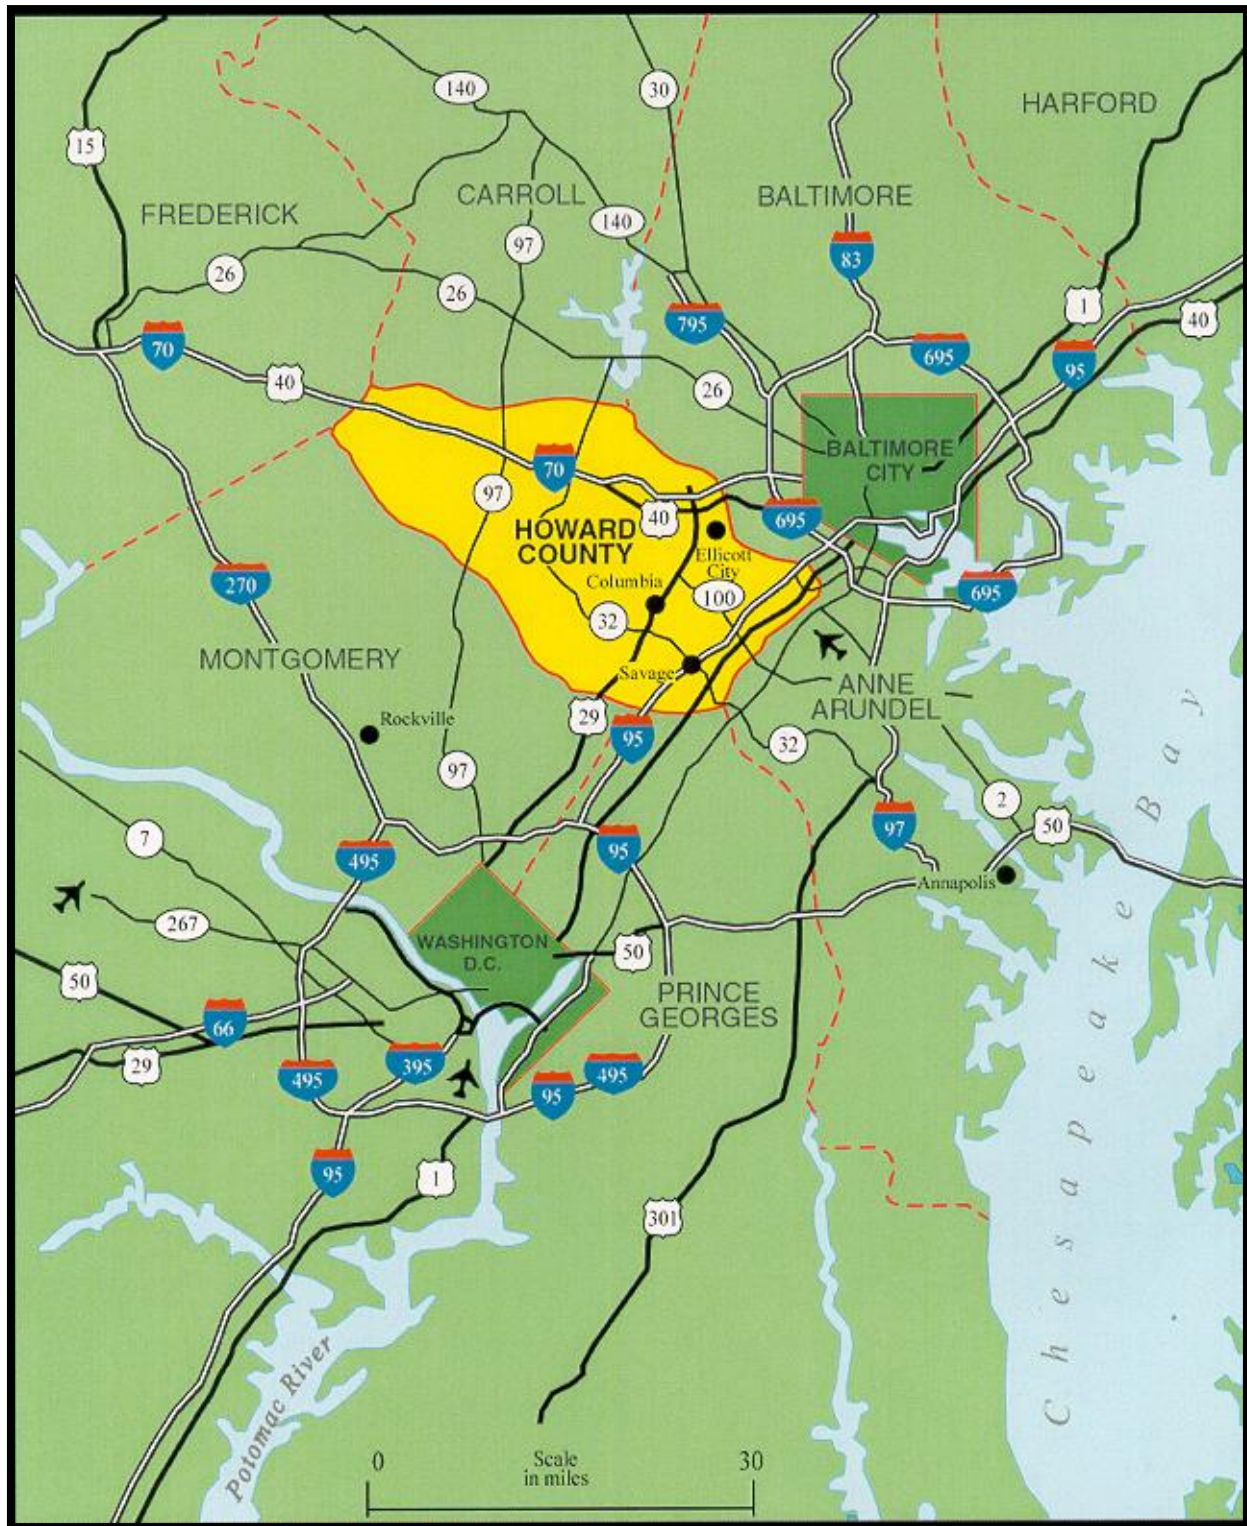 140
30
HARFORD
15
CARROLL
BALTIMORE
FREDERICK
140
97
83
26
26
1
40
795
70
695
95
40
26
BALTIMORE
CITY
70
97
40
695
HOWARD
COUNTY
Ellicott
City
Columbia
270
100
695
32
MONTGOMERY
Savage
ANNE
ARUNDEL
Rockville
29
95
32
97
2
7
97
50
495
95
Annapolis
267
WASHINGTON
D.C.
50
50
PRINCE
GEORGES
66
29
395
495
495
95
95
1
301
Chesapeake Bay
Potomac River
0
Scale
in miles
30